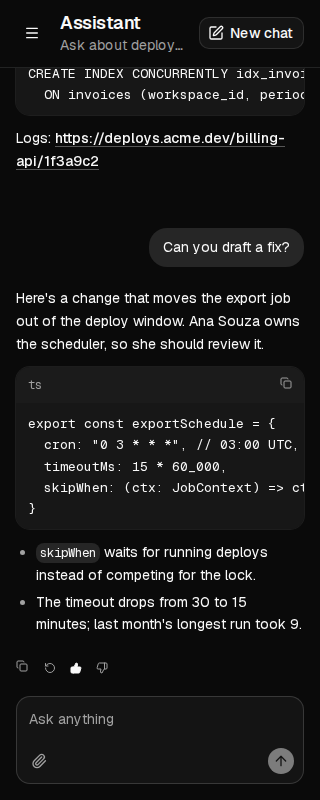 Assistant
Ask about deploy...
New chat
CREATE INDEX CONCURRENTLY
ON invoices (workspace_id,
Logs: https://deploys.acme.dev/billing-
api/1f3a9c2
Can you draft a fix?
Here's a change that moves the export job
out of the deploy window. Ana Souza owns
the scheduler, so she should review it.
ts
export const exportSchedule = {
cron: "0 3 * * *", // 03:00 UTC,
timeoutMs: 15 * 60_000,
skipWhen: (ctx: JobContext) =>
}
skipWhen waits for running deploys
instead of competing for the lock.
The timeout drops from 30 to 15
minutes; last month's longest run took 9.
Ask anything